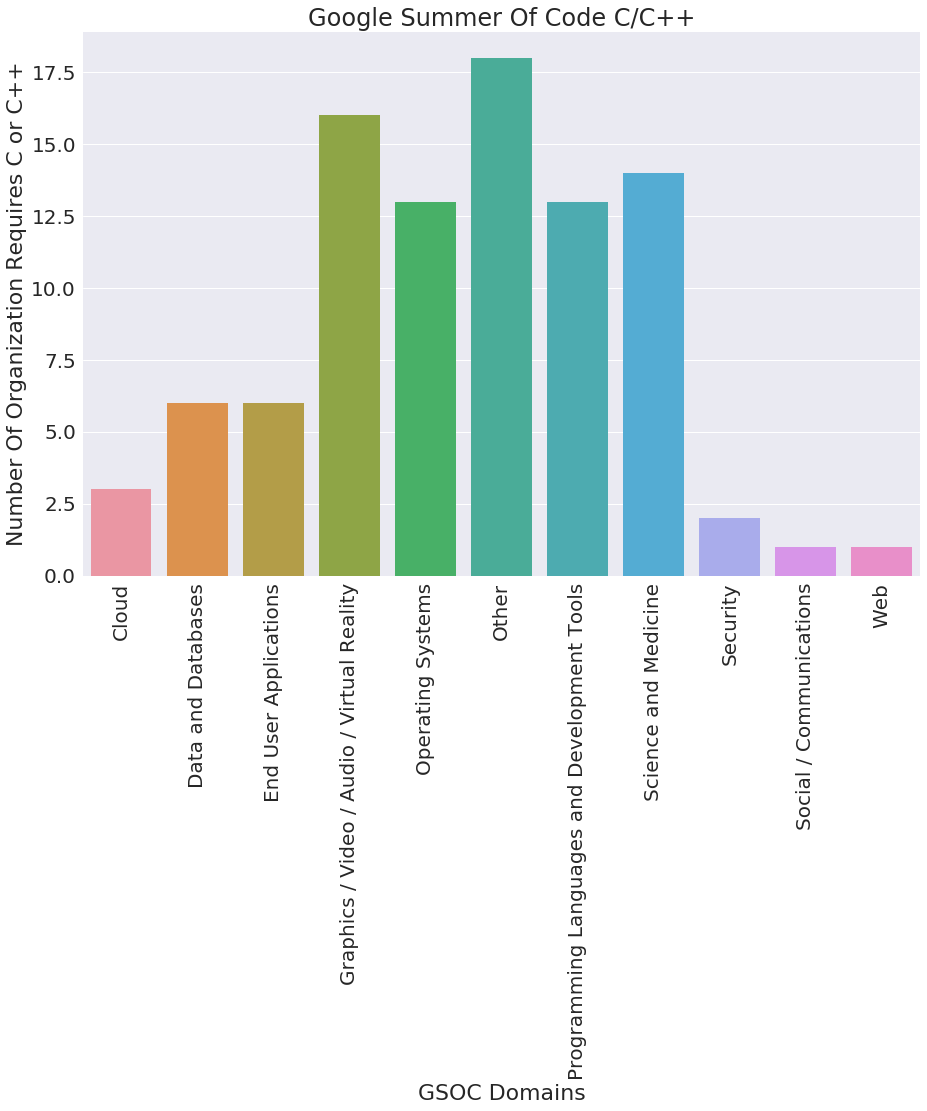 Google Summer Of Code C/C++
Number Of Organization Requires C or C++
17.5
15.0
12.5
10.0
7.5
5.0
2.5
0.0
Cloud
Data and Databases
End User Applications
Graphics / Video / Audio / Virtual Reality
Operating Systems
Other
Programming Languages and Development Tools
Science and Medicine
Security
Social / Communications
Web
GSOC Domains